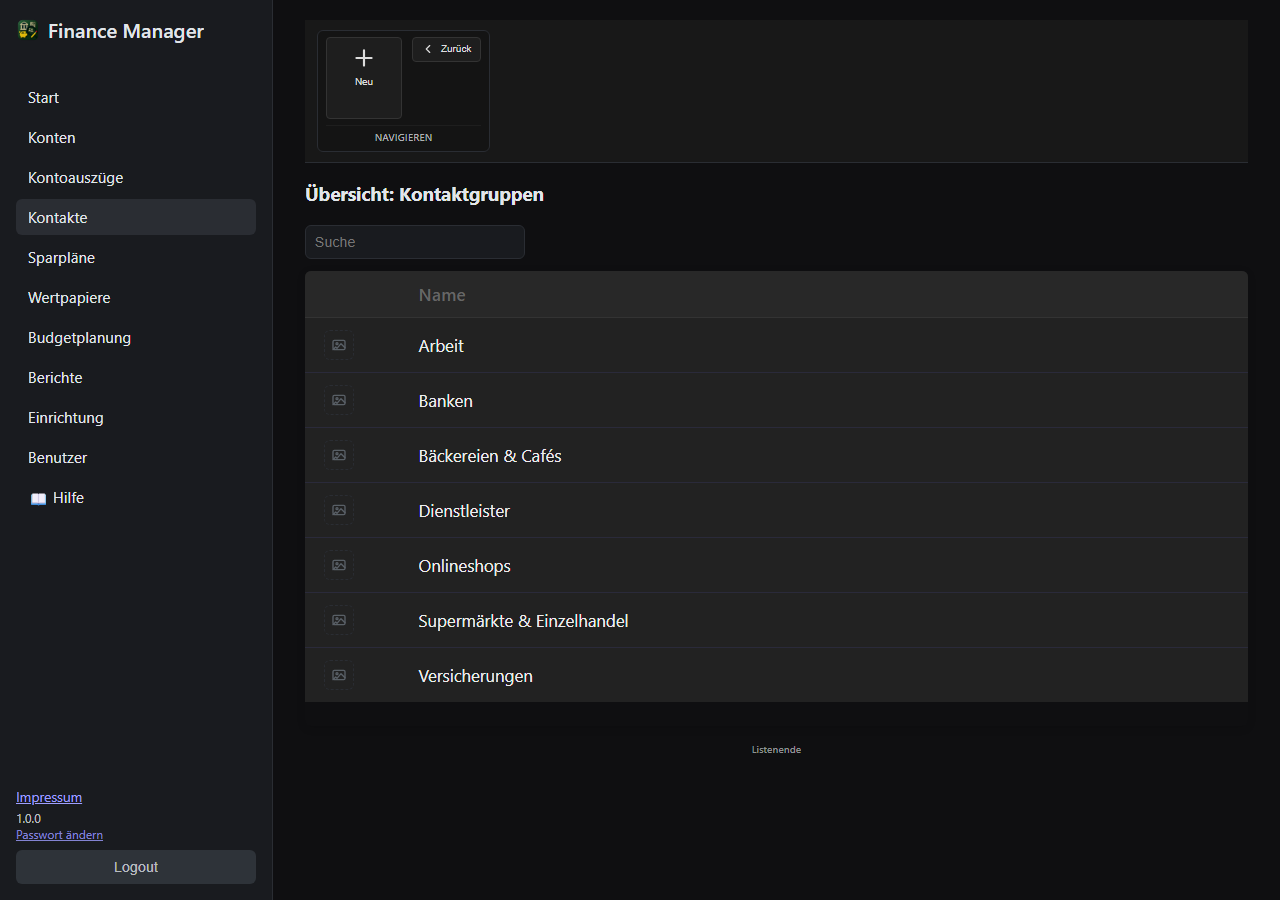 Finance Manager
Start
Konten
Kontoauszüge
Kontakte
Sparpläne
Wertpapiere
Budgetplanung
Berichte
Einrichtung
Benutzer
Hilfe
Impressum
1.0.0
Passwort ändern
Logout
Neu
Zurück
NAVIGIEREN
Übersicht: Kontaktgruppen
Suche
Name
Arbeit
Banken
Bäckereien & Cafés
Dienstleister
Onlineshops
Supermärkte & Einzelhandel
Versicherungen
Listenende